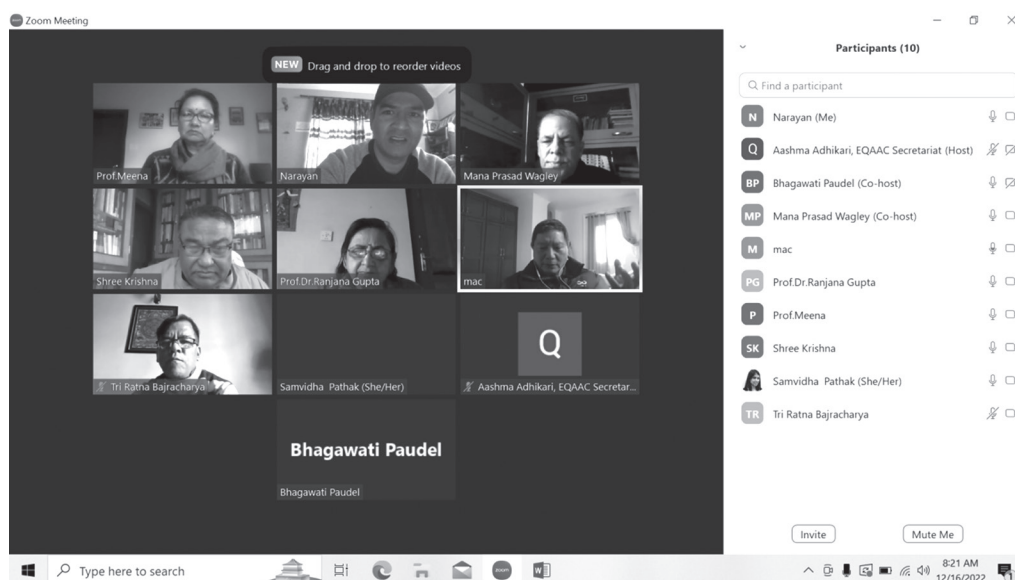 Zoom Meeting
NEW Drag and drop to reorder videos
Prof.Meena
Narayan
Mana Prasad Wagley
Shree Krishna
Prof.Dr.Ranjana Gupta
mac
Tri Ratna Bajracharya
Samvidha Pathak (She/Her)
Q
Aashma Adhikari, EQAAC Secretar...
Bhagawati Paudel
Bhagawati Paudel
Participants (10)
Find a participant
N Narayan (Me)
Q Aashma Adhikari, EQAAC Secretariat (Host)
BP Bhagawati Paudel (Co-host)
MP Mana Prasad Wagley (Co-host)
M mac
PG Prof.Dr.Ranjana Gupta
P Prof.Meena
SK Shree Krishna
Samvidha Pathak (She/Her)
TR Tri Ratna Bajracharya
Invite
Mute Me
Type here to search
zoom
W
8:21 AM
12/16/2022